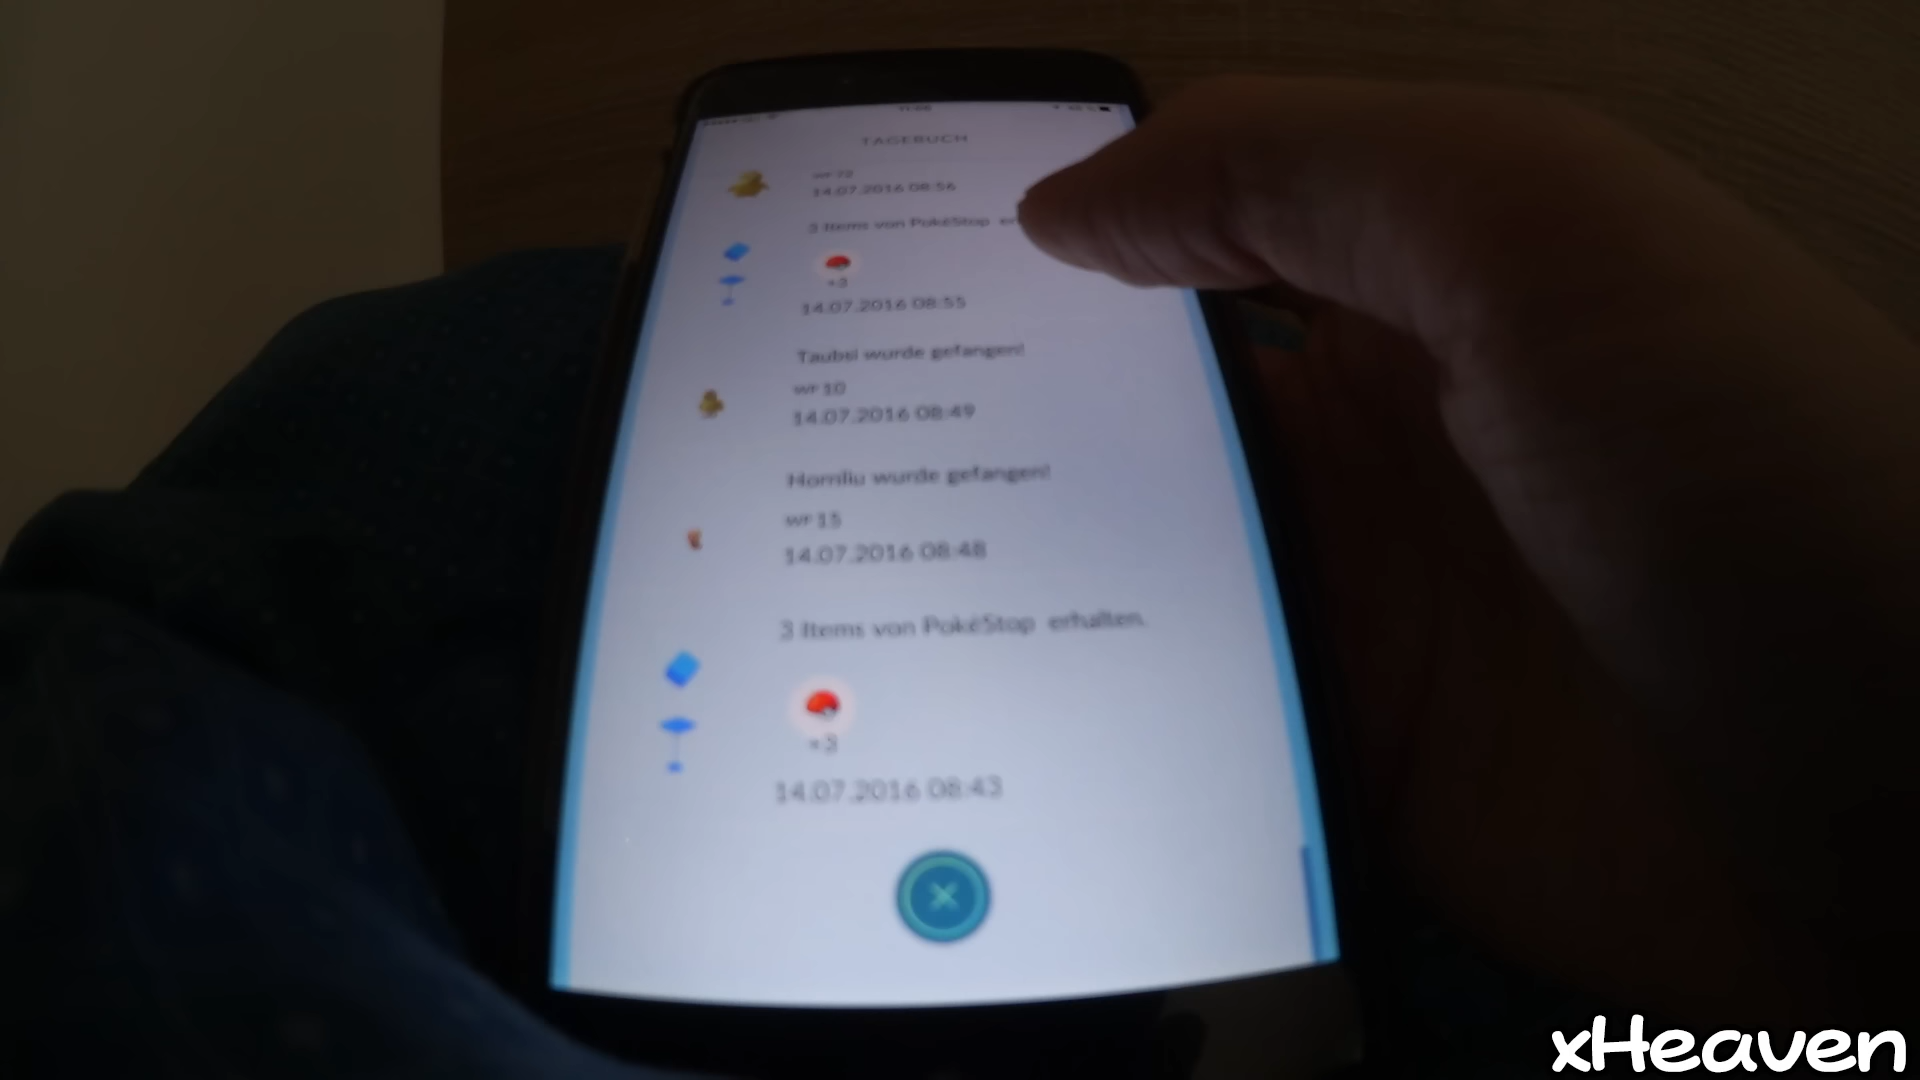 TAGEBUCH
14.07.2016 08:56
3 Items von PokéStop er
14.07.2016 08:55
Taubsi wurde gefangen!
WP 10
14.07.2016 08:49
Hornliu wurde gefangen!
WP 15
14.07.2016 08:48
3 Items von PokéStop erhalten.
×3
14.07.2016 08:43
xHeaven